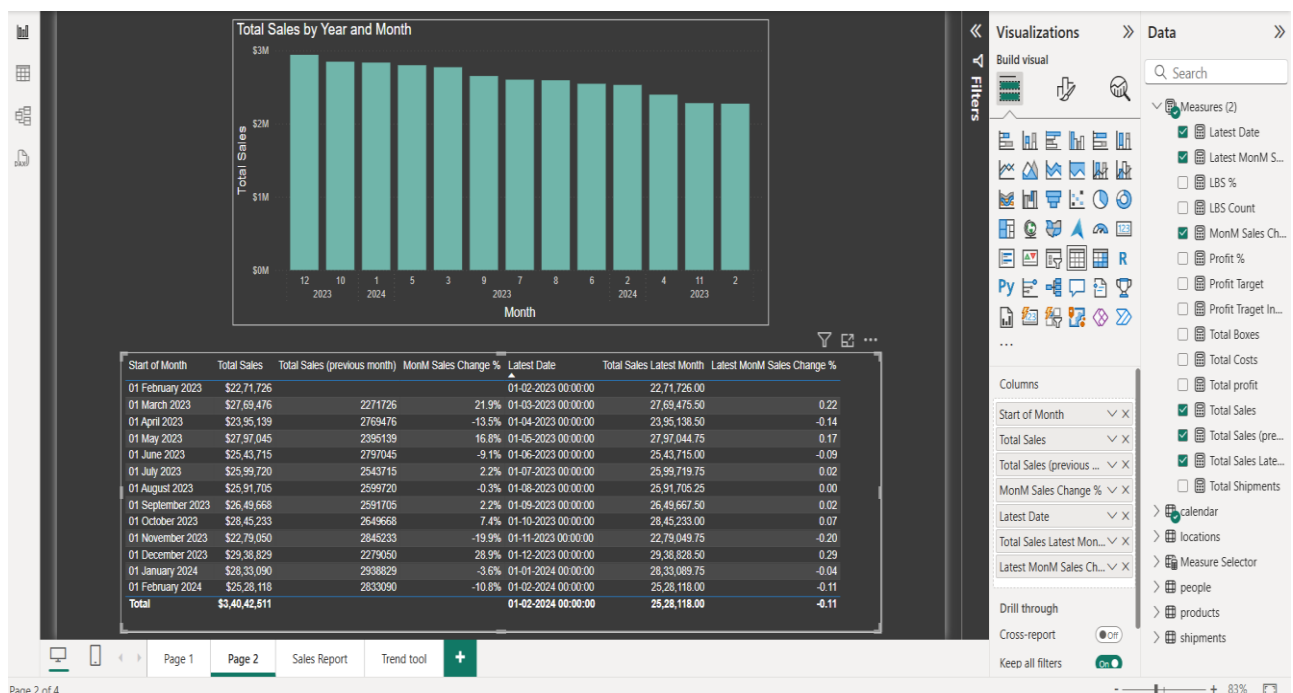 Total Sales by Year and Month
$3M
$2M
$1M
$0M
Total Sales
12 10 1 5 3 9 7 8 6 2 4 11 2
2023 2024 2023 2024 2023
Month
Start of Month Total Sales Total Sales (previous month) MonM Sales Change % Latest Date Total Sales Latest Month Latest MonM Sales Change %
01 February 2023 $22,71,726 01-02-2023 00:00:00 22,71,726.00
01 March 2023 $27,69,476 2271726 21.9% 01-03-2023 00:00:00 27,69,475.50 0.22
01 April 2023 $23,95,139 2769476 -13.5% 01-04-2023 00:00:00 23,95,138.50 -0.14
01 May 2023 $27,97,045 2395139 16.8% 01-05-2023 00:00:00 27,97,044.75 0.17
01 June 2023 $25,43,715 2797045 -9.1% 01-06-2023 00:00:00 25,43,715.00 -0.09
01 July 2023 $25,99,720 2543715 2.2% 01-07-2023 00:00:00 25,99,719.75 0.02
01 August 2023 $25,91,705 2599720 -0.3% 01-08-2023 00:00:00 25,91,705.25 0.00
01 September 2023 $26,49,668 2591705 2.2% 01-09-2023 00:00:00 26,49,667.50 0.02
01 October 2023 $28,45,233 2649668 7.4% 01-10-2023 00:00:00 28,45,233.00 0.07
01 November 2023 $22,79,050 2845233 -19.9% 01-11-2023 00:00:00 22,79,049.75 -0.20
01 December 2023 $29,38,829 2279050 28.9% 01-12-2023 00:00:00 29,38,828.50 0.29
01 January 2024 $28,33,090 2938829 -3.6% 01-01-2024 00:00:00 28,33,089.75 -0.04
01 February 2024 $25,28,118 2833090 -10.8% 01-02-2024 00:00:00 25,28,118.00 -0.11
Total $3,40,42,511 01-02-2024 00:00:00 25,28,118.00 -0.11
Page 1 Page 2 Sales Report Trend tool +
Page 2 of 4
Filters
Visualizations
Build visual
123
R
Py
123
...
Columns
Start of Month
Total Sales
Total Sales (previous ...
MonM Sales Change %
Latest Date
Total Sales Latest Mon...
Latest MonM Sales Ch...
Drill through
Cross-report Off
Keep all filters On
Data
Search
Measures (2)
Latest Date
Latest MonM S...
LBS %
LBS Count
MonM Sales Ch...
Profit %
Profit Target
Profit Traget In...
Total Boxes
Total Costs
Total profit
Total Sales
Total Sales (pre...
Total Sales Late...
Total Shipments
calendar
locations
Measure Selector
people
products
shipments
- + 83%